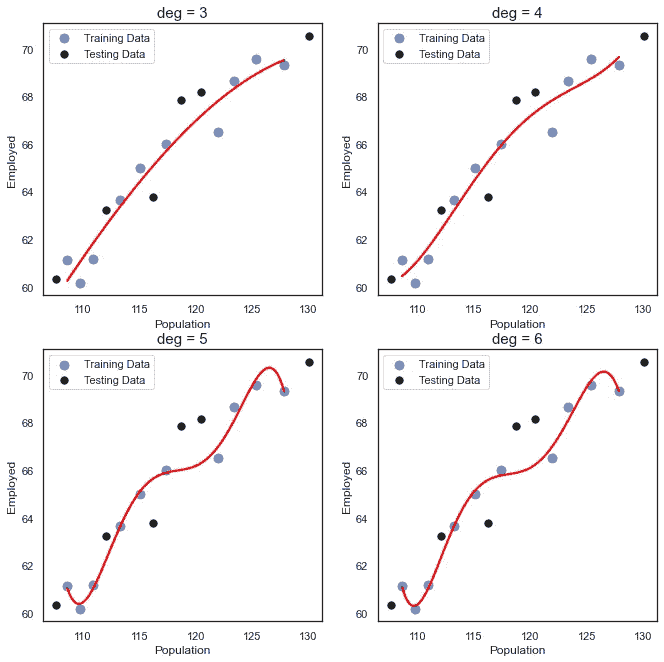 deg = 3
Training Data
Testing Data
Employed
70
68
66
64
62
60
110
115
120
125
130
Population
deg = 4
Training Data
Testing Data
Employed
70
68
66
64
62
60
110
115
120
125
130
Population
deg = 5
Training Data
Testing Data
Employed
70
68
66
64
62
60
110
115
120
125
130
Population
deg = 6
Training Data
Testing Data
Employed
70
68
66
64
62
60
110
115
120
125
130
Population